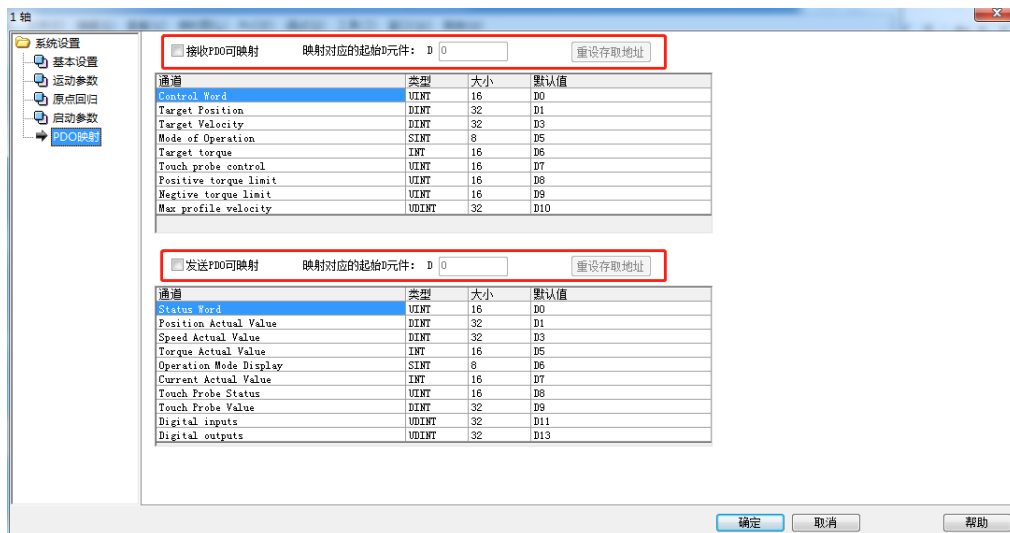 1 轴
系统设置
基本设置
运动参数
原点回归
启动参数
PDO映射
接收PDO可映射 映射对应的起始D元件： D 0 重设存取地址
通道 类型 大小 默认值
Control Word UINT 16 D0
Target Position DINT 32 D1
Target Velocity DINT 32 D3
Mode of Operation SINT 8 D5
Target torque INT 16 D6
Touch probe control UINT 16 D7
Positive torque limit UINT 16 D8
Negtive torque limit UINT 16 D9
Max profile velocity UDINT 32 D10
发送PDO可映射 映射对应的起始D元件： D 0 重设存取地址
通道 类型 大小 默认值
Status Word UINT 16 D0
Position Actual Value DINT 32 D1
Speed Actual Value DINT 32 D3
Torque Actual Value INT 16 D5
Operation Mode Display SINT 8 D6
Current Actual Value INT 16 D7
Touch Probe Status UINT 16 D8
Touch Probe Value DINT 32 D9
Digital inputs UDINT 32 D11
Digital outputs UDINT 32 D13
确定 取消 帮助